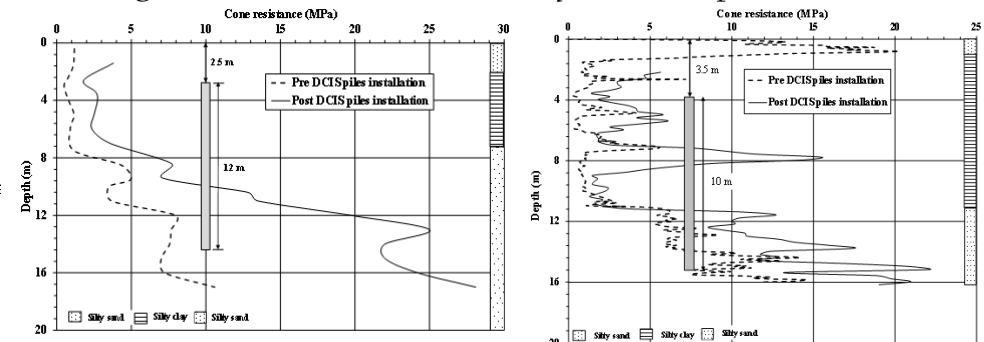 Cone resistance (MPa)
0 5 10 15 20 25 30
Depth (m)
0
4
8
12
16
20
2.5 m
12 m
Pre DCIS piles installation
Post DCIS piles installation
Silty sand Silty clay Silty sand
Cone resistance (MPa)
0 5 10 15 20 25
Depth (m)
0
4
8
12
16
20
3.5 m
10 m
Pre DCIS piles installation
Post DCIS piles installation
Silty sand Silty clay Silty sand